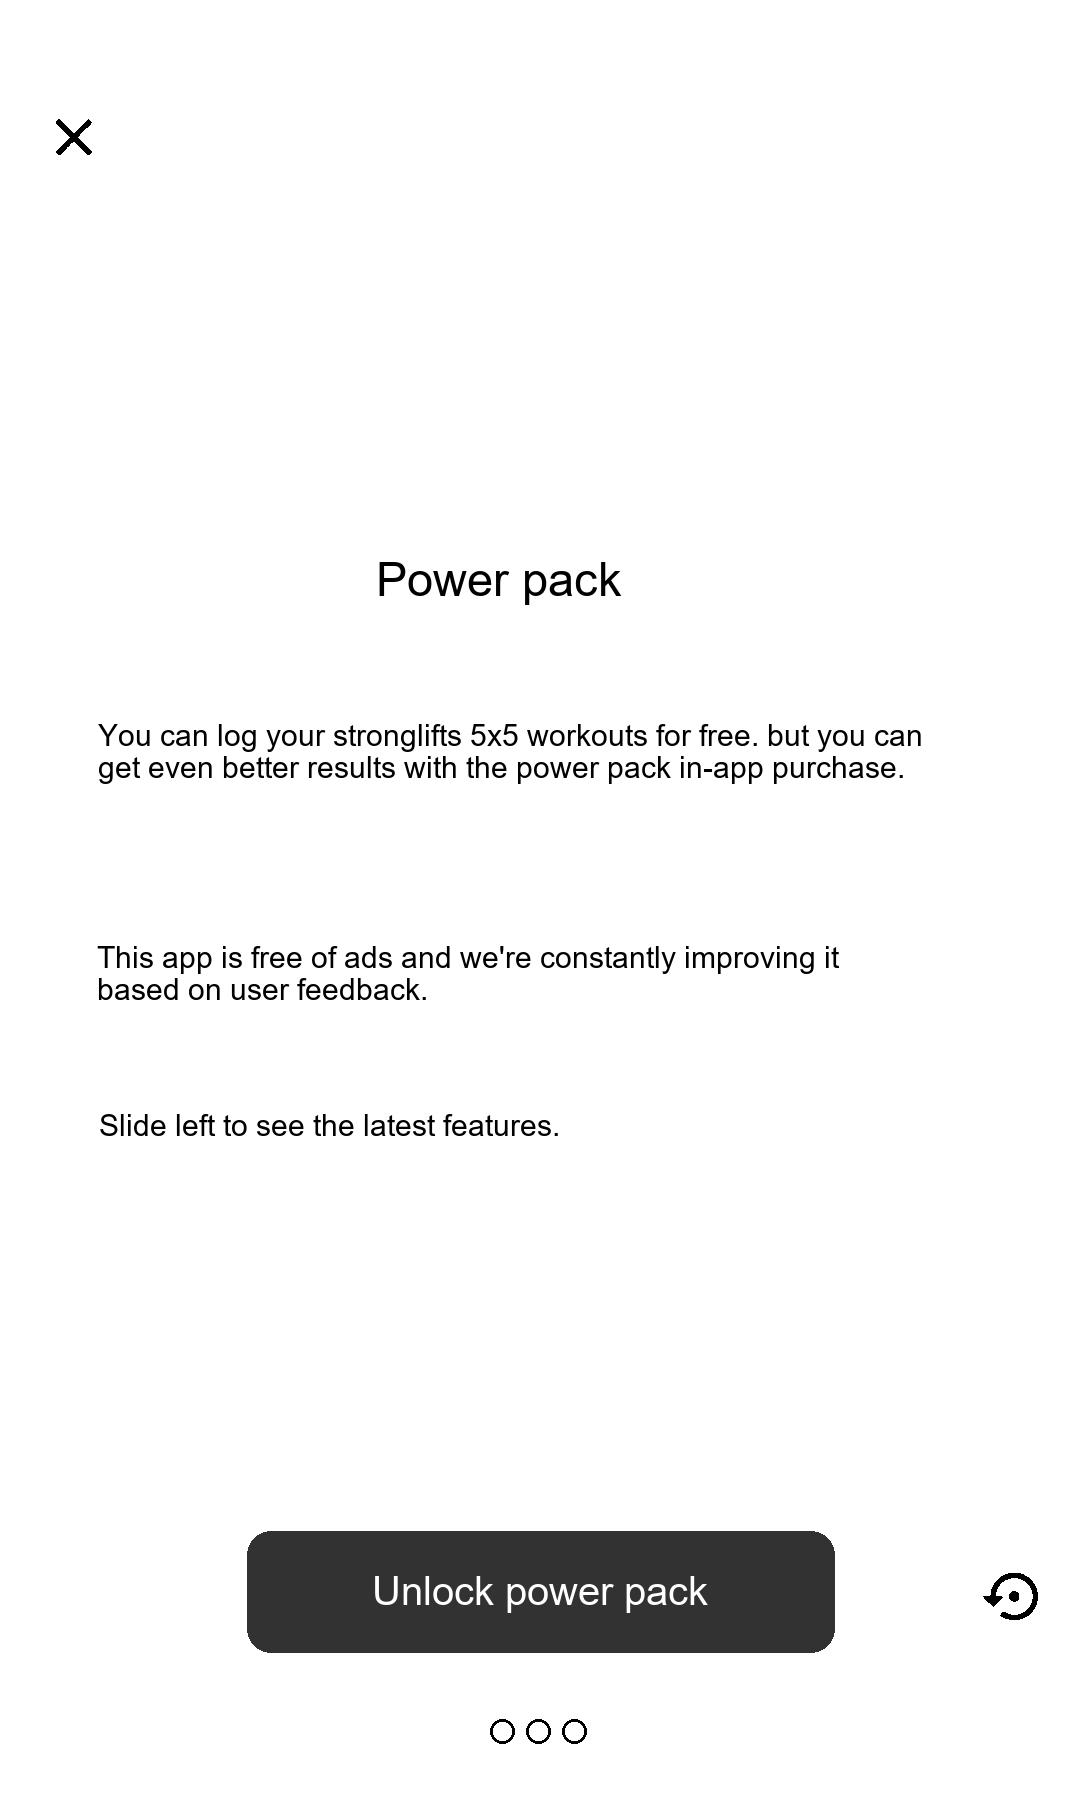 Power pack
You can log your stronglifts 5x5 workouts for free. but you can
get even better results with the power pack in-app purchase.
This app is free of ads and we're constantly improving it
based on user feedback.
Slide left to see the latest features.
Unlock power pack